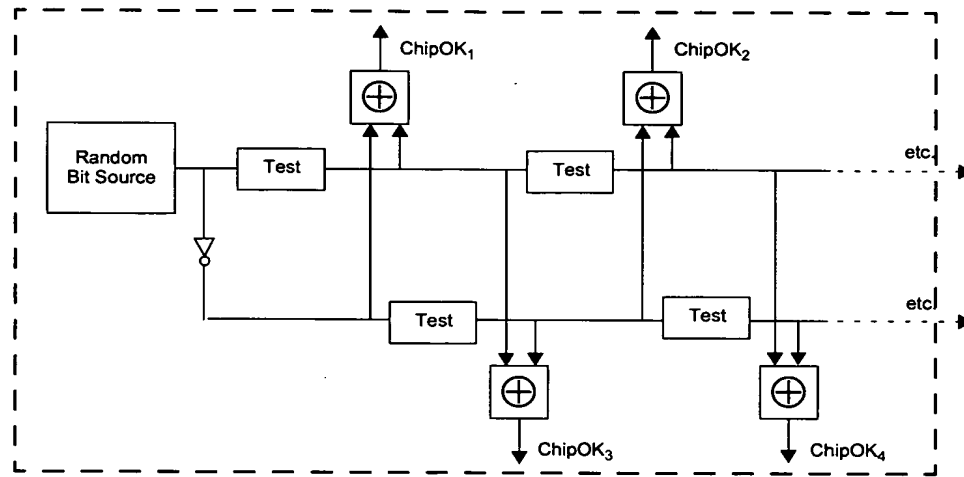 ChipOK1
ChipOK2
Random
Bit Source
Test
Test
etc.
Test
Test
etc
ChipOK3
ChipOK4